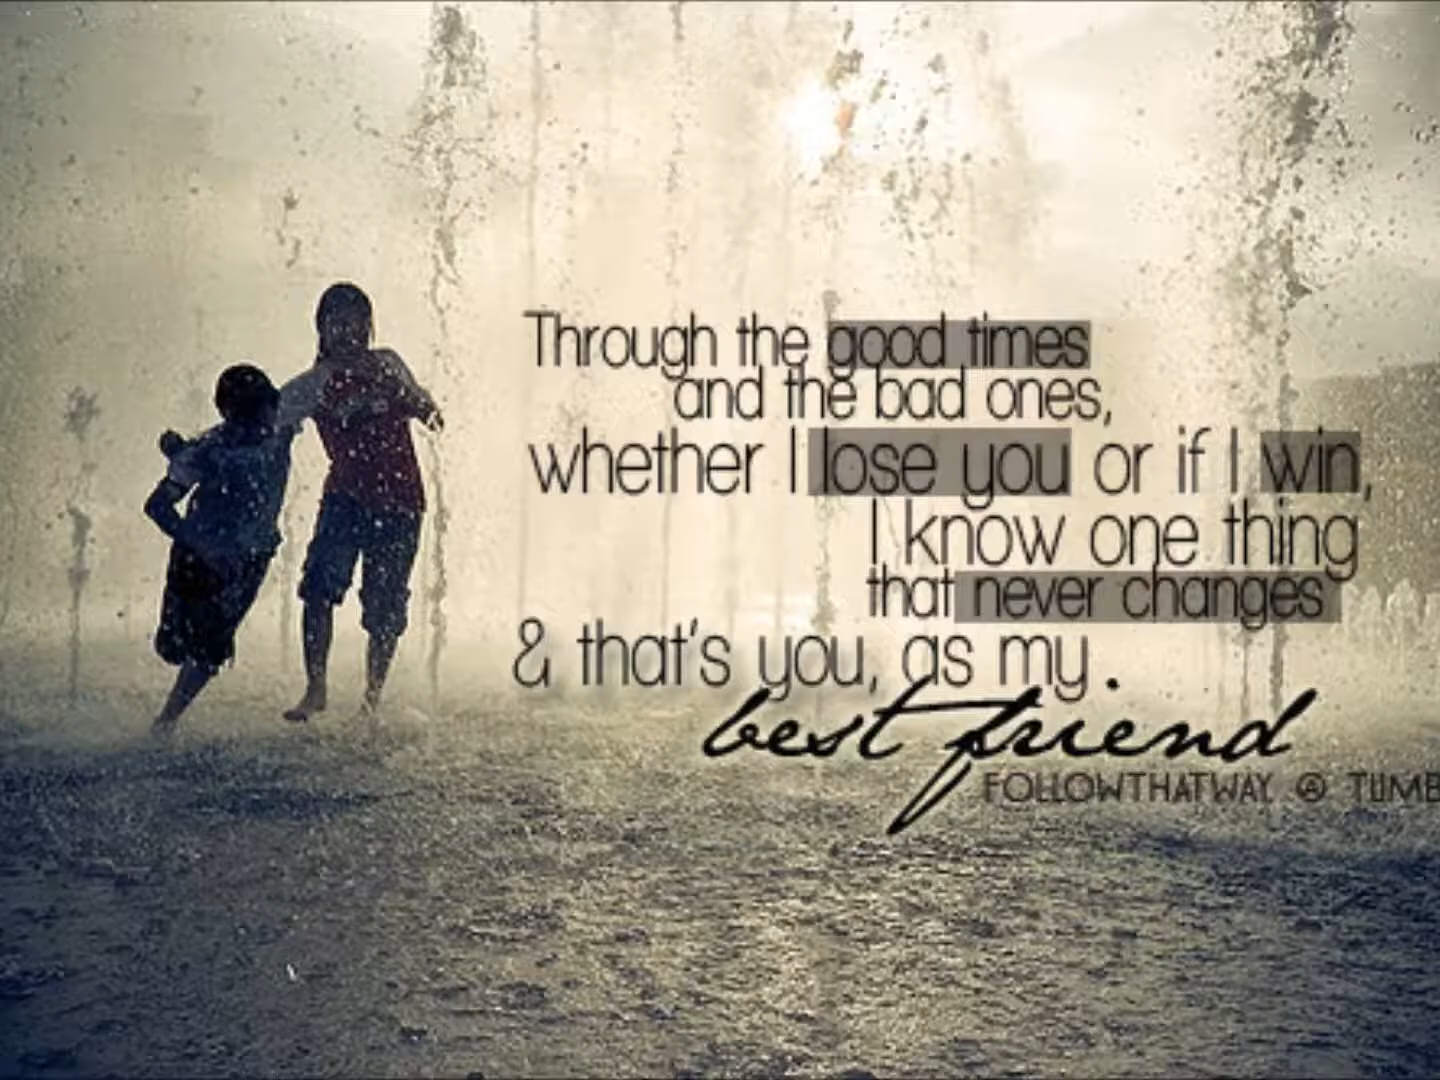 Through the good times
and the bad ones,
whether I lose you or if I win,
I know one thing
that never changes
& that's you, as my
best friend
FOLLOWTHATWAY @ TUMB